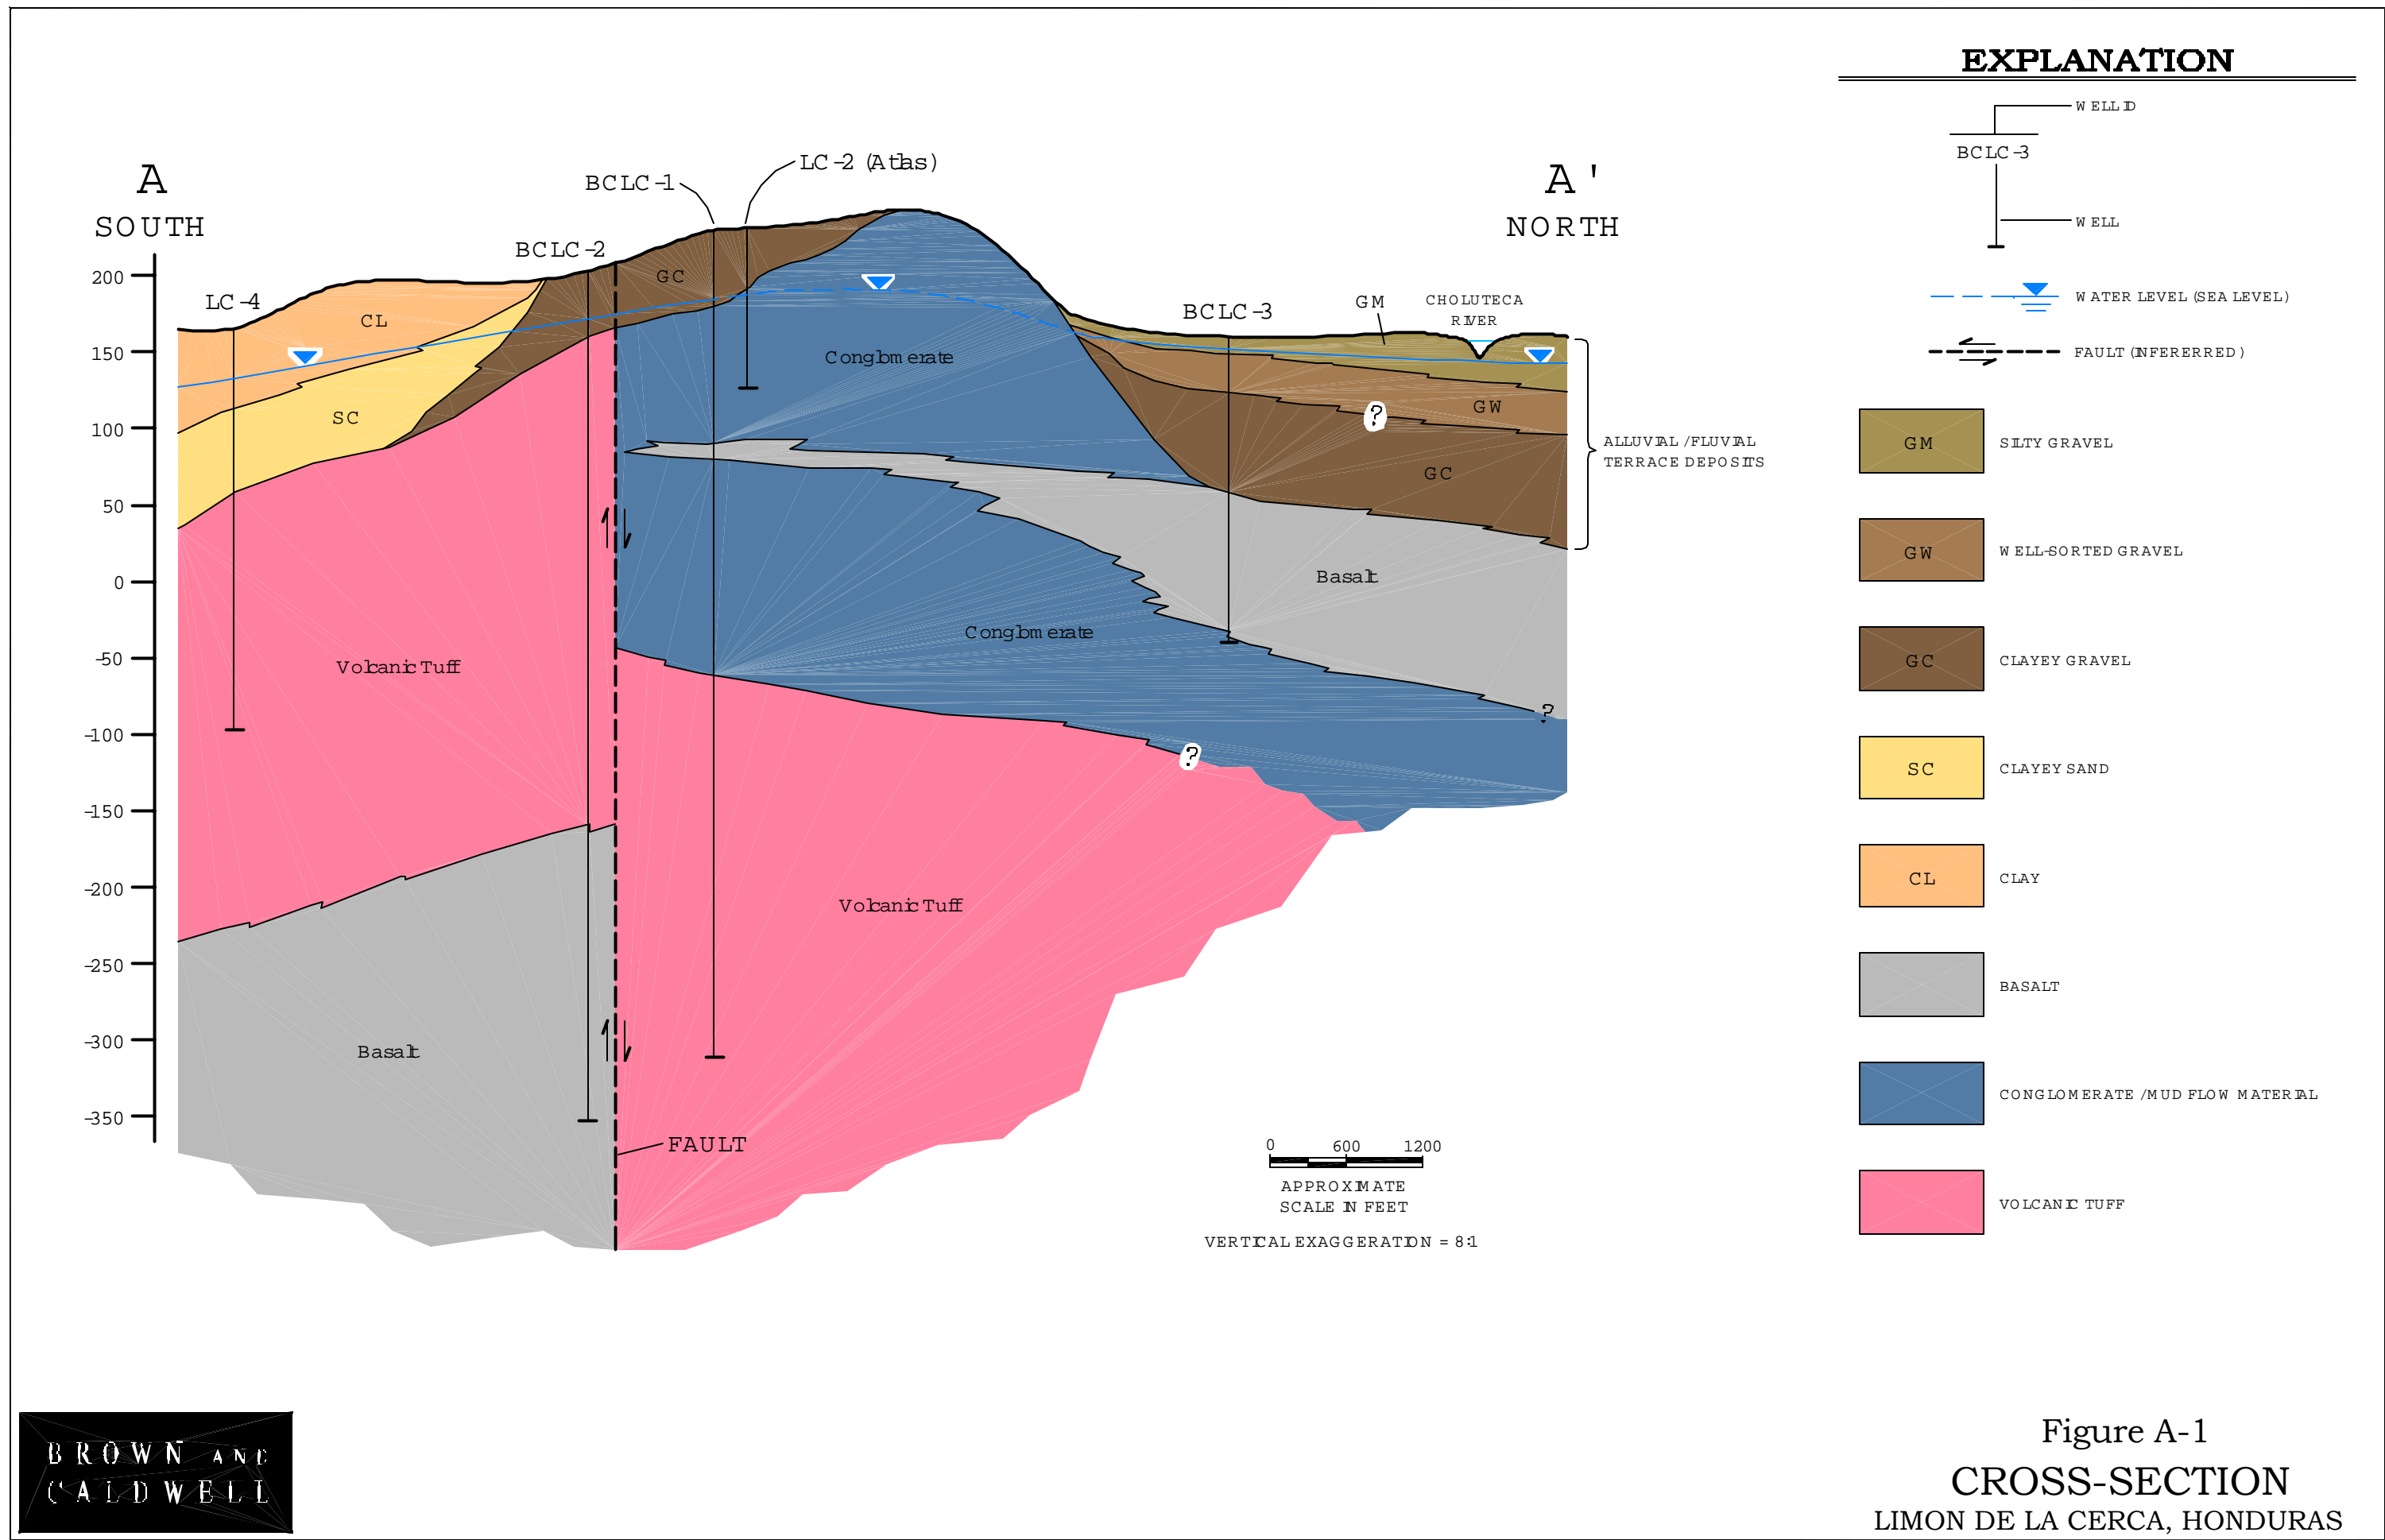 EXPLANATION
WELL ID
BCLC-3
WELL
WATER LEVEL (SEA LEVEL)
FAULT (INFERERRED)
GM SILTY GRAVEL
GW WELL-SORTED GRAVEL
GC CLAYEY GRAVEL
SC CLAYEY SAND
CL CLAY
BASALT
CONGLOMERATE / MUD FLOW MATERIAL
VOLCANIC TUFF
A
SOUTH
A'
NORTH
LC-4
BCLC-2
BCLC-1
LC-2 (Atlas)
BCLC-3
GM
CHOLUTECA
RIVER
200
150
100
50
0
-50
-100
-150
-200
-250
-300
-350
CL
SC
GC
Conglomerate
?
GW
GC
ALLUVIAL / FLUVIAL
TERRACE DEPOSITS
Basalt
Conglomerate
Volcanic Tuff
?
?
Volcanic Tuff
Basalt
FAULT
0 600 1200
APPROXIMATE
SCALE IN FEET
VERTICAL EXAGGERATION = 8:1
BROWN AND
CALDWELL
Figure A-1
CROSS-SECTION
LIMON DE LA CERCA, HONDURAS